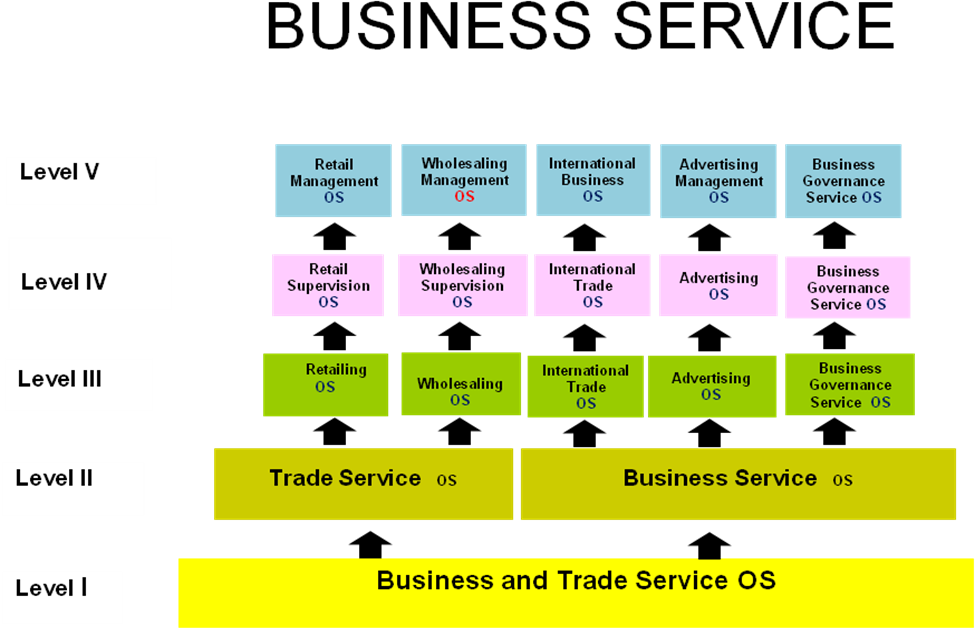 BUSINESS SERVICE
Level V
Retail
Management
OS
Wholesaling
Management
OS
International
Business
OS
Advertising
Management
OS
Business
Governance
Service OS
Level IV
Retail
Supervision
OS
Wholesaling
Supervision
OS
International
Trade
OS
Advertising
OS
Business
Governance
Service OS
Level III
Retailing
OS
Wholesaling
OS
International
Trade
OS
Advertising
OS
Business
Governance
Service OS
Level II
Trade Service OS
Business Service OS
Level I
Business and Trade Service OS